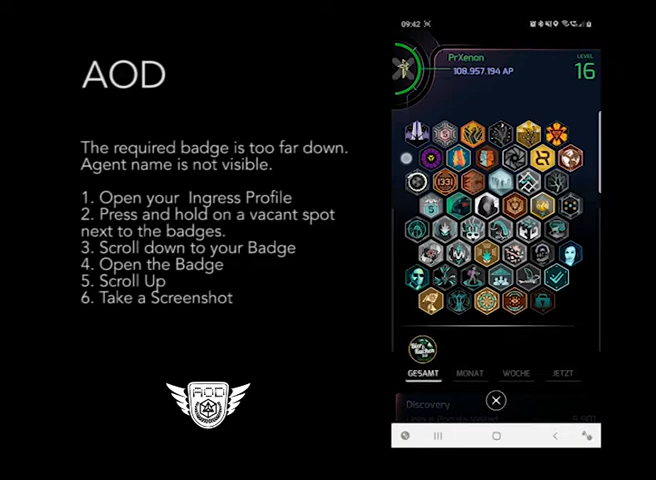 AOD
The required badge is too far down.
Agent name is not visible.
1. Open your Ingress Profile
2. Press and hold on a vacant spot
next to the badges.
3. Scroll down to your Badge
4. Open the Badge
5. Scroll Up
6. Take a Screenshot
AOD
09:42
PrXenon
108.957.194 AP
LEVEL
16
1331
GESAMT
MONAT
WOCHE
JETZT
Discovery